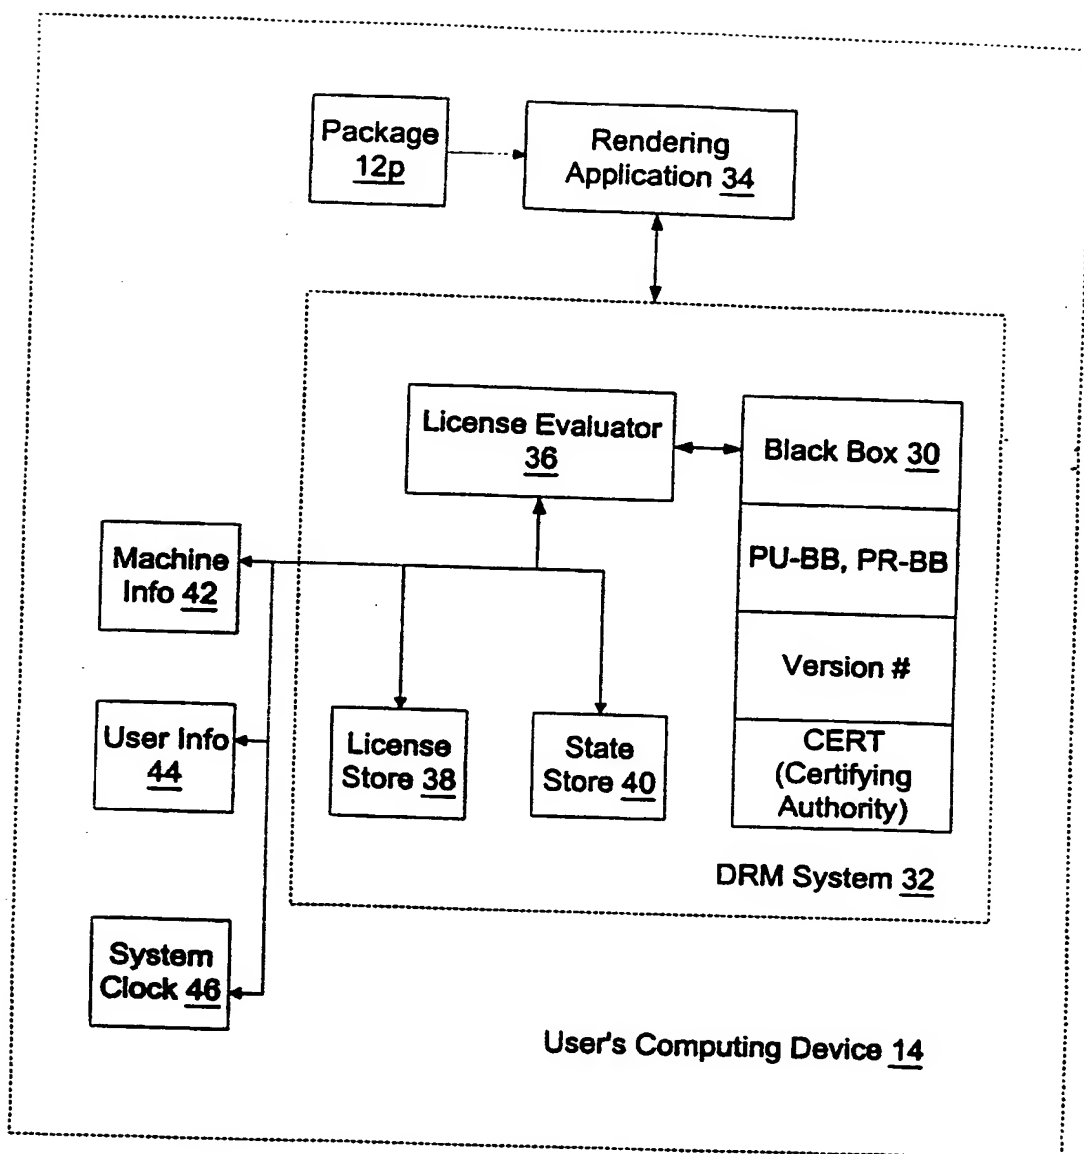 Package
12p
Rendering
Application 34
License Evaluator
36
Black Box 30
PU-BB, PR-BB
Version #
CERT
(Certifying
Authority)
Machine
Info 42
User Info
44
License
Store 38
State
Store 40
DRM System 32
System
Clock 46
User's Computing Device 14